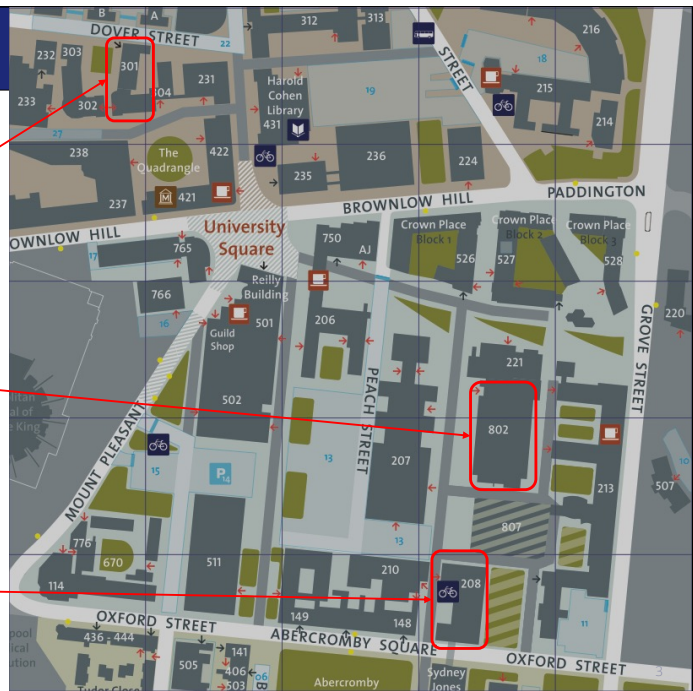 B
A
DOVER STREET
22
312
313
STREET
216
18
232
303
301
304
231
Harold
Cohen
Library
431
19
215
214
233
302
27
238
The
Quadrangle
422
235
236
224
421
237
BROWNLOW HILL
PADDINGTON
OWNLOW HILL
University
Square
765
17
750
AJ
Crown Place
Block 1
Crown Place
Block 2
Crown Place
Block 3
526
527
528
766
16
Reilly
Building
Guild
Shop
501
206
220
GROVE STREET
221
PEACH STREET
502
802
MOUNT PLEASANT
15
P14
13
207
213
10
507
807
13
776
670
114
511
210
208
149
148
11
OXFORD STREET
ABERCROMBY SQUARE
OXFORD STREET
436 - 444
505
141
406
503
Abercromby
Sydney
Jones
3